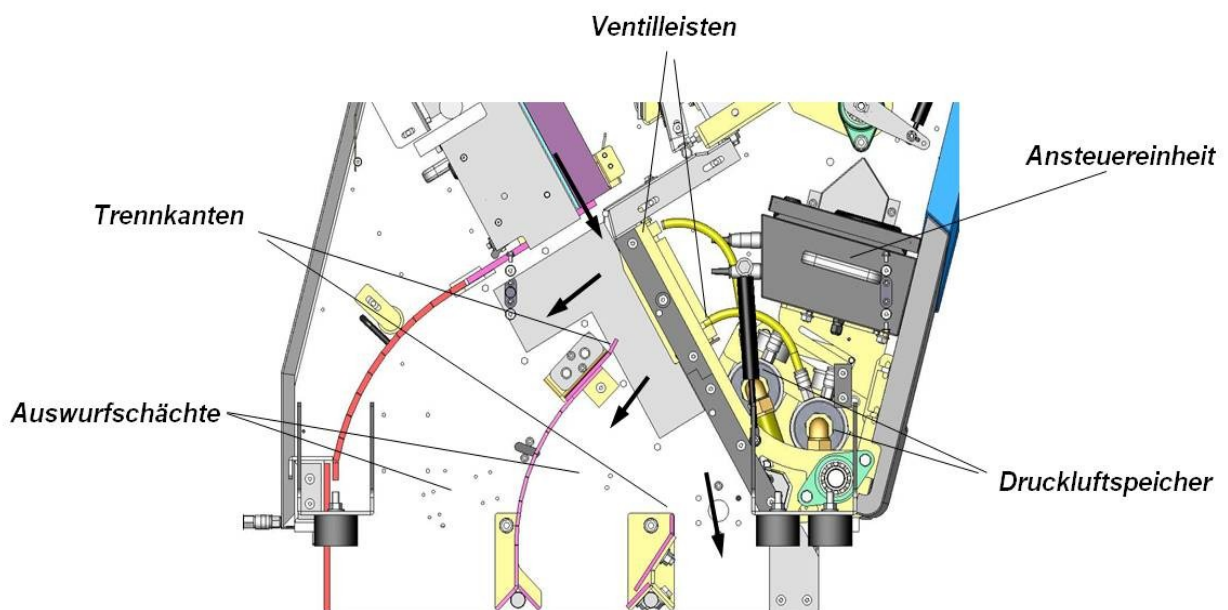 Ventilleisten
Ansteuereinheit
Trennkanten
Auswurfschächte
Druckluftspeicher